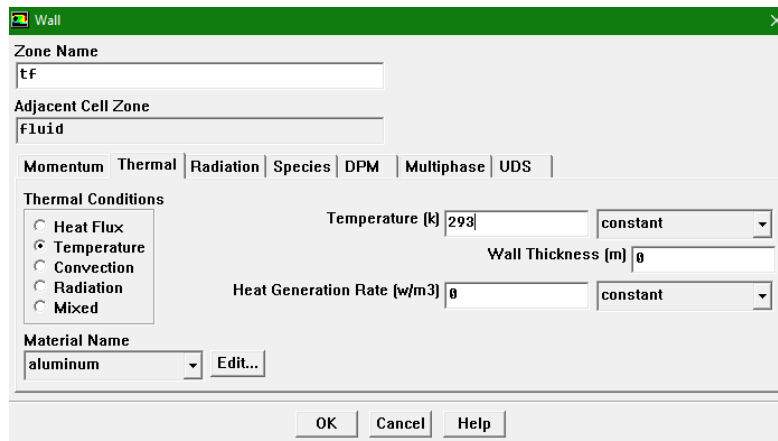 Wall
Zone Name
tf
Adjacent Cell Zone
fluid
Momentum Thermal Radiation Species DPM Multiphase UDS
Thermal Conditions
Heat Flux
Temperature
Convection
Radiation
Mixed
Temperature (k) 293 constant
Wall Thickness (m) 0
Heat Generation Rate (w/m3) 0 constant
Material Name
aluminum Edit...
OK Cancel Help